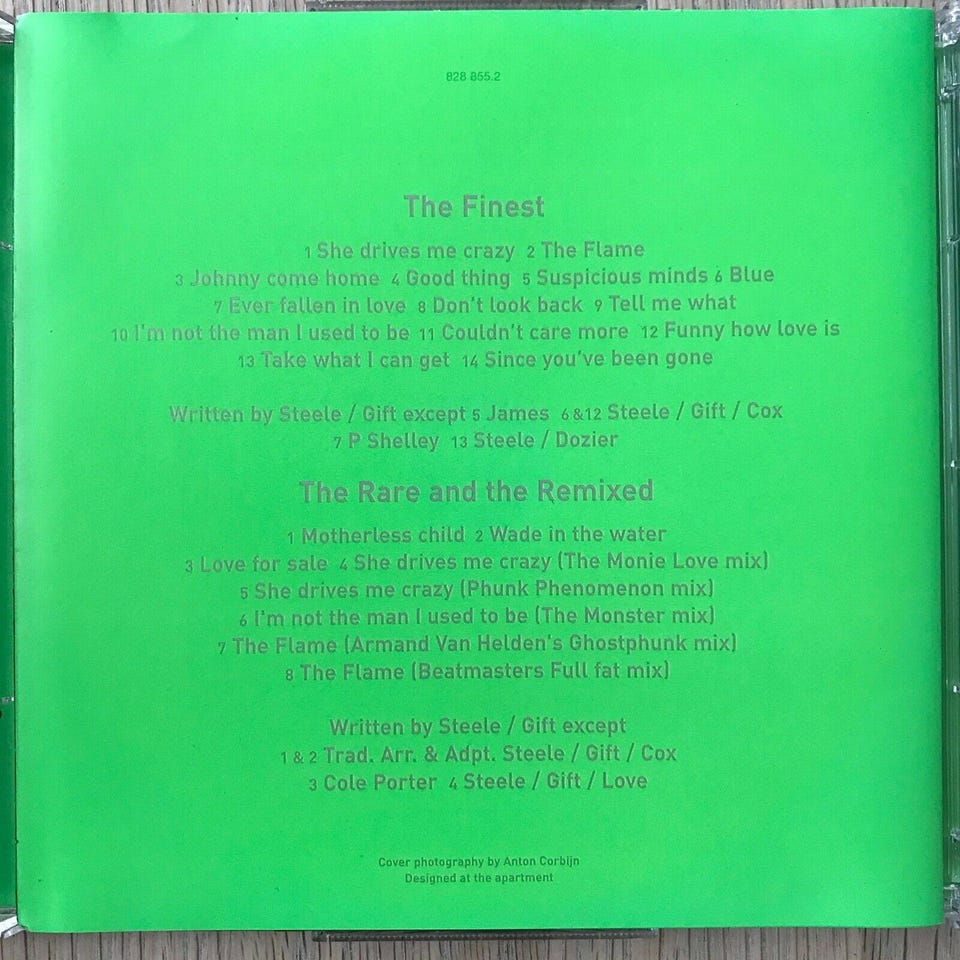 828 855.2
The Finest
1 She drives me crazy 2 The Flame
3 Johnny come home 4 Good thing 5 Suspicious minds 6 Blue
7 Ever fallen in love 8 Don't look back 9 Tell me what
10 I'm not the man I used to be 11 Couldn't care more 12 Funny how love is
13 Take what I can get 14 Since you've been gone
Written by Steele / Gift except 5 James 6 & 12 Steele / Gift / Cox
7 P Shelley 13 Steele / Dozier
The Rare and the Remixed
1 Motherless child 2 Wade in the water
3 Love for sale 4 She drives me crazy (The Monie Love mix)
5 She drives me crazy (Phunk Phenomenon mix)
6 I'm not the man I used to be (The Monster mix)
7 The Flame (Armand Van Helden's Ghostphunk mix)
8 The Flame (Beatmasters Full fat mix)
Written by Steele / Gift except
1 & 2 Trad. Arr. & Adpt. Steele / Gift / Cox
3 Cole Porter 4 Steele / Gift / Love
Cover photography by Anton Corbijn
Designed at the apartment